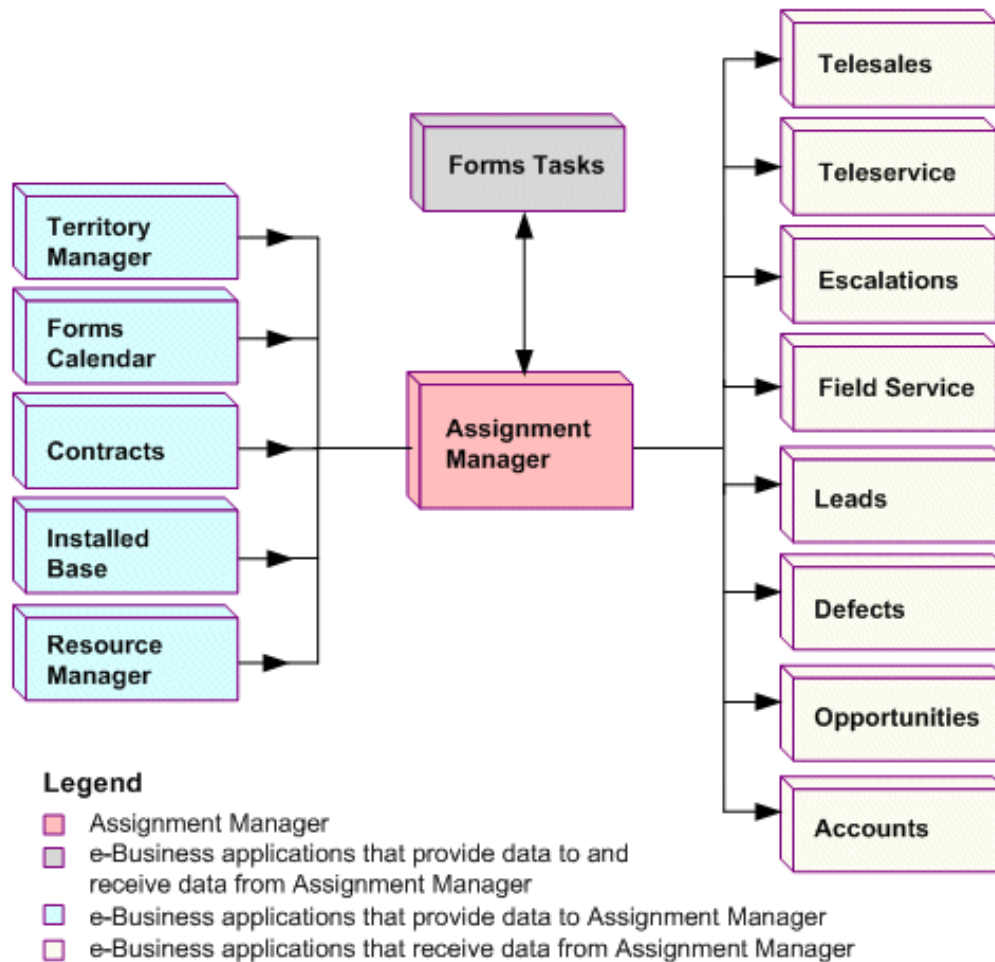 Telesales
Forms Tasks
Teleservice
Territory
Manager
Escalations
Forms
Calendar
Field Service
Assignment
Manager
Contracts
Leads
Installed
Base
Defects
Resource
Manager
Opportunities
Accounts
Legend
Assignment Manager
e-Business applications that provide data to and
receive data from Assignment Manager
e-Business applications that provide data to Assignment Manager
e-Business applications that receive data from Assignment Manager